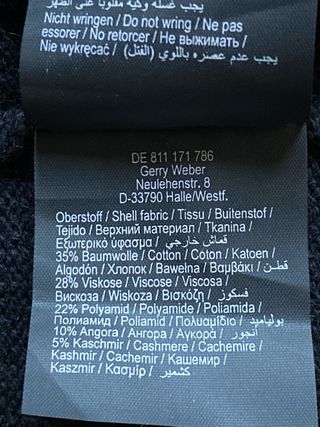 يجب غسله وكيه مقلوبا على الظهر
Nicht wringen / Do not wring / Ne pas
essorer / No retorcer / Не выжимать /
Nie wykręcać / يجب عدم عصره باللوي (الفتل)
DE 811 171 786
Gerry Weber
Neulehenstr. 8
D-33790 Halle/Westf.
Oberstoff / Shell fabric / Tissu / Buitenstof /
Tejido / Верхний материал / Tkanina /
Εξωτερικό ύφασμα / قماش خارجي
35% Baumwolle / Cotton / Coton / Katoen /
Algodón / Хлопок / Bawełna / Βαμβάκι / قطن
28% Viskose / Viscose / Viscosa /
Вискоза / Wiskoza / Βισκόζη / فسكوز
22% Polyamid / Polyamide / Poliamida /
Полиамид / Poliamid / Πολυαμίδιο / بولياميد
10% Angora / Ангора / Αγκορά / انجورا
5% Kaschmir / Cashmere / Cachemire /
Kashmir / Cachemir / Кашемир /
Kaszmir / Κασμίρ / كشمير